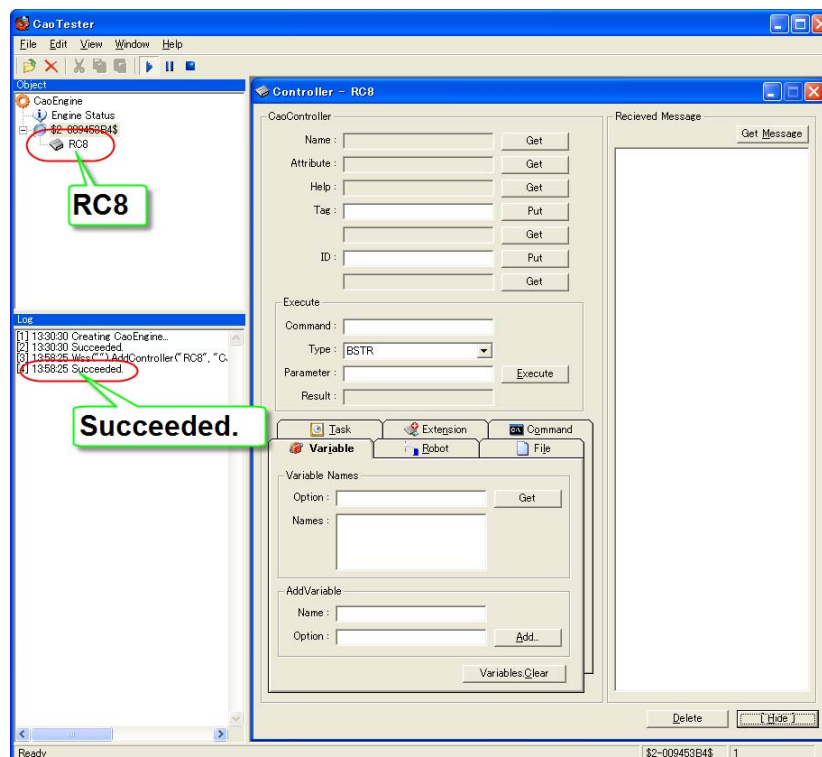 CaoTester
File Edit View Window Help
Object
CaoEngine
Engine Status
$2-009453B4$
RC8
RC8
Log
[1] 13:30:30 Creating CaoEngine...
[2] 13:30:30 Succeeded.
[3] 13:58:25 Wss("").AddController("RC8", "Ca
[4] 13:58:25 Succeeded.
Succeeded.
Controller - RC8
CaoController
Name : Get
Attribute : Get
Help : Get
Tag : Put
Get
ID : Put
Get
Execute
Command :
Type : BSTR
Parameter : Execute
Result :
Task Extension Command
Variable Robot File
Variable Names
Option : Get
Names :
AddVariable
Name :
Option : Add...
Variables.Clear
Recieved Message
Get Message
Delete [ Hide ]
Ready $2-009453B4$ 1